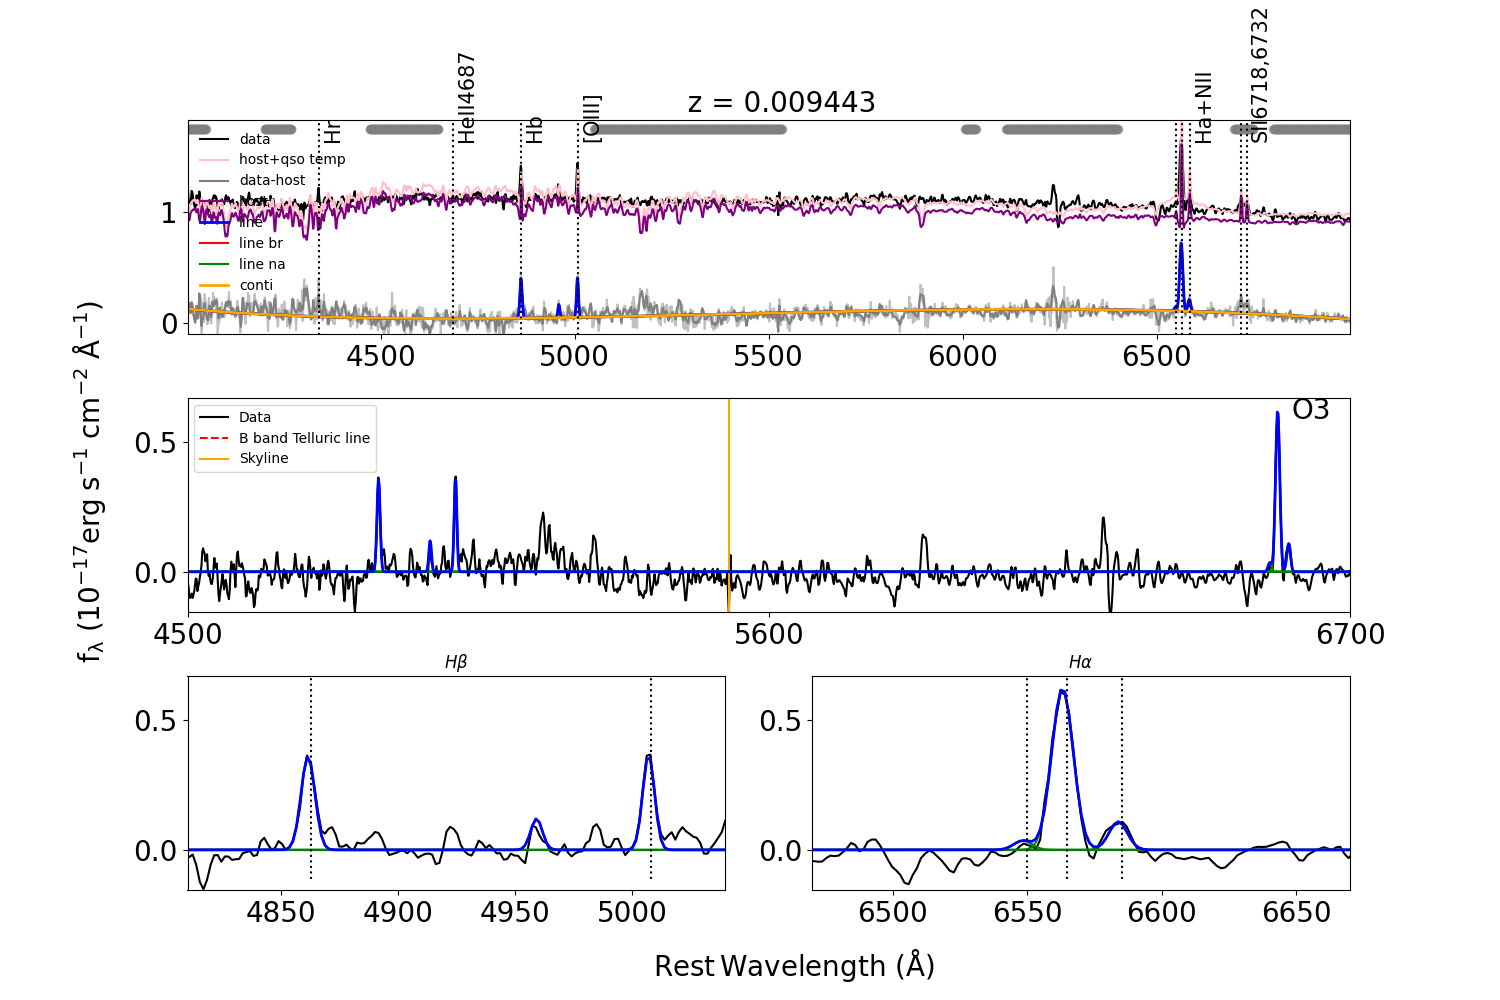 z = 0.009443
Hr
HeII4687
Hb
[OIII]
Ha+NII
SII6718,6732
data
host+qso temp
data-host
line
line br
line na
conti
1
0
4500
5000
5500
6000
6500
Data
B band Telluric line
Skyline
O3
0.5
0.0
4500
5600
6700
fλ (10−17erg s−1 cm−2 Å−1)
Hβ
0.5
0.0
4850
4900
4950
5000
Hα
0.5
0.0
6500
6550
6600
6650
Rest Wavelength (Å)